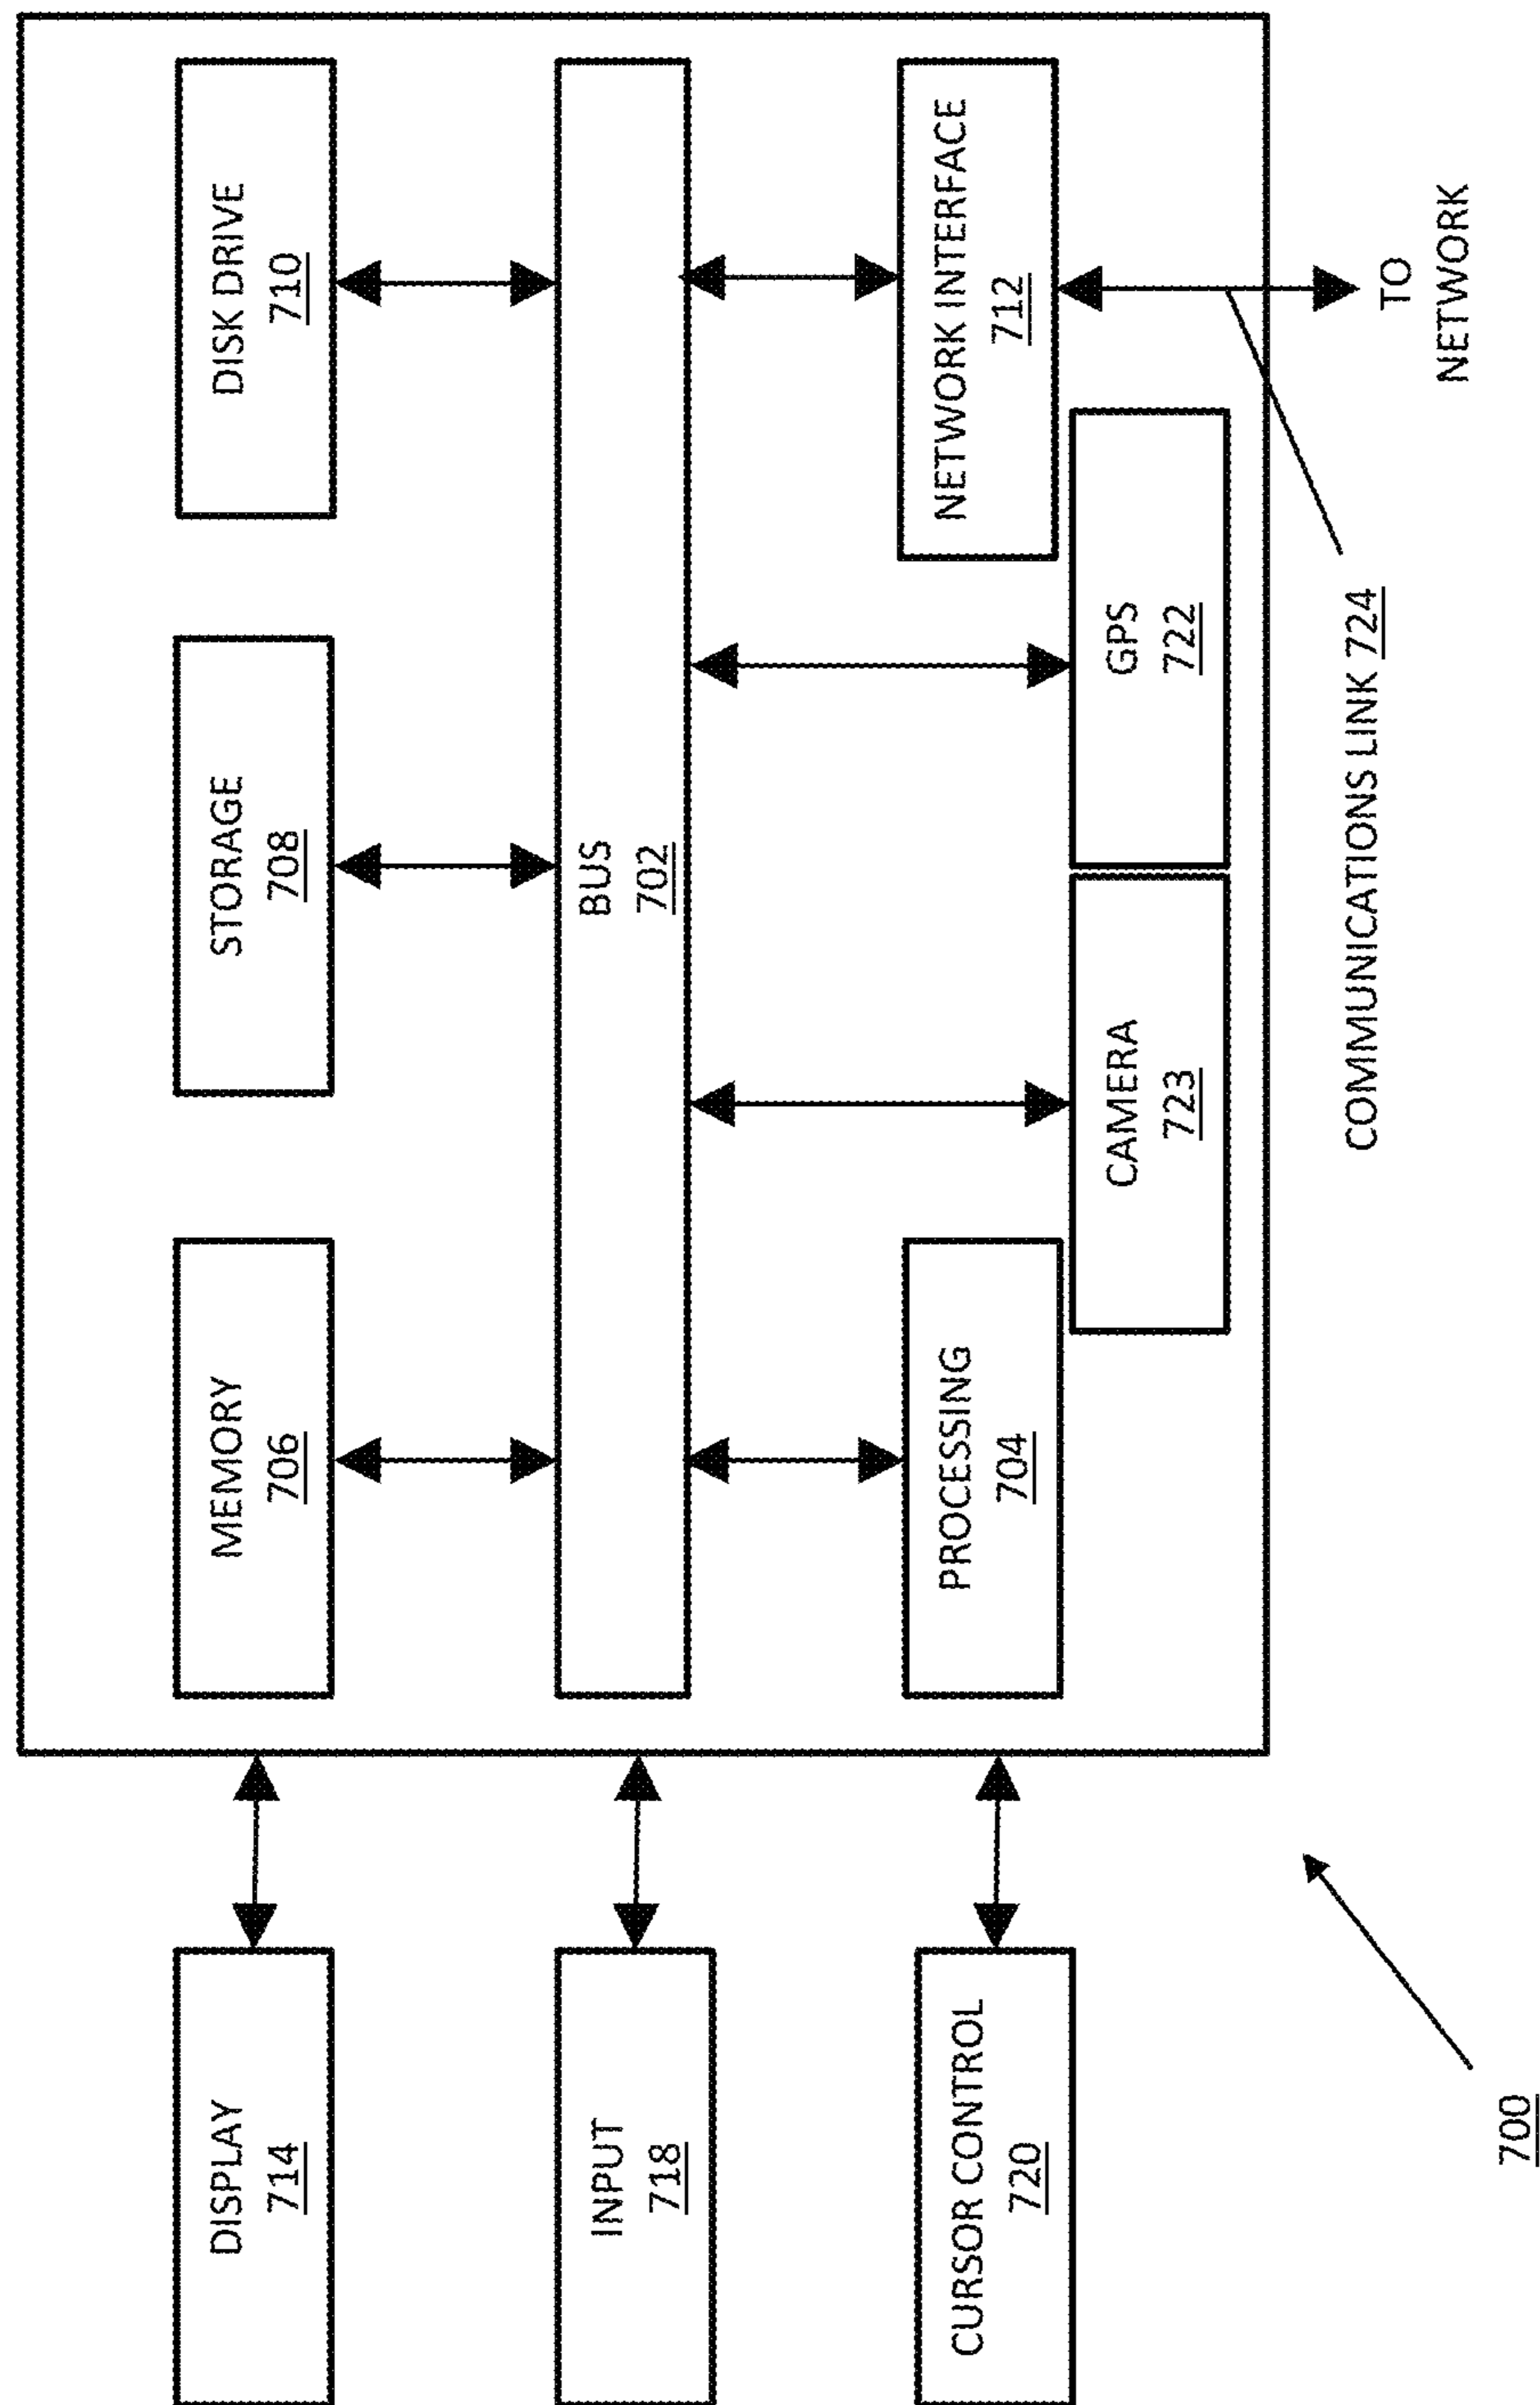 DISPLAY
714
MEMORY
706
STORAGE
708
DISK DRIVE
710
INPUT
718
BUS
702
CURSOR CONTROL
720
PROCESSING
704
NETWORK INTERFACE
712
CAMERA
723
GPS
722
COMMUNICATIONS LINK 724
TO
NETWORK
700